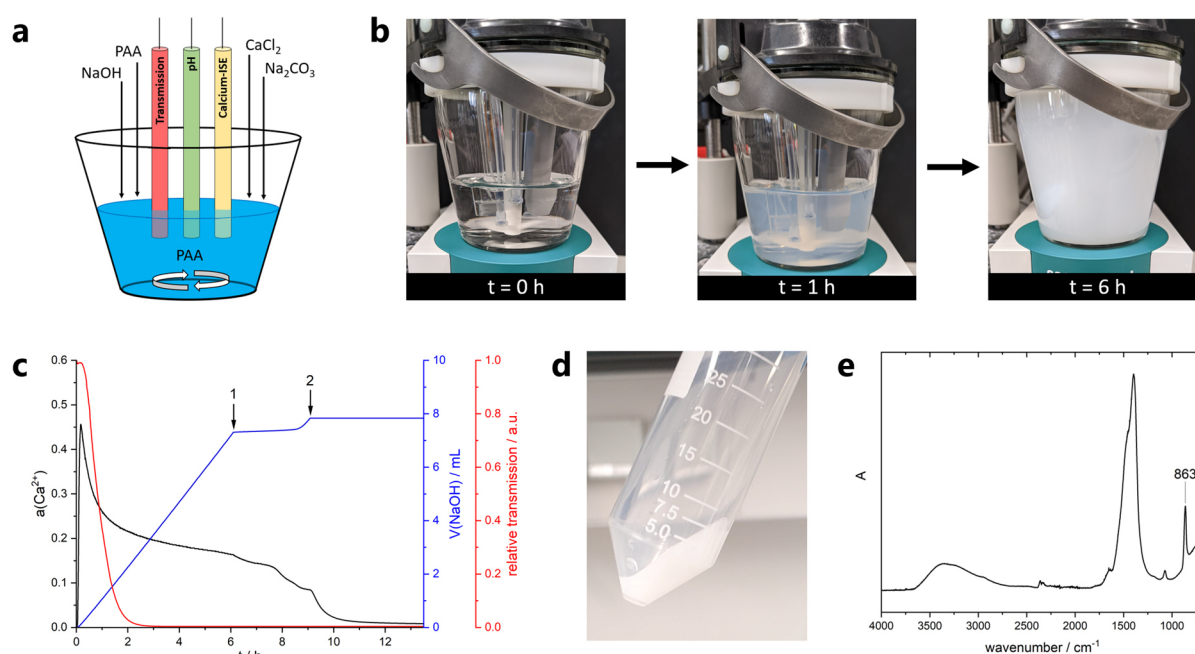 a
PAA
NaOH
Transmission
pH
Calcium-ISE
CaCl₂
Na₂CO₃
PAA
b
t = 0 h
t = 1 h
t = 6 h
c
0.6
0.5
0.4
0.3
0.2
0.1
0.0
a(Ca²⁺)
0 2 4 6 8 10 12
1
2
10
8
6
4
2
0
V(NaOH) / mL
1.0
0.8
0.6
0.4
0.2
0.0
relative transmission / a.u.
d
25
20
15
10
7.5
5.0
e
A
863
4000 3500 3000 2500 2000 1500 1000
wavenumber / cm⁻¹